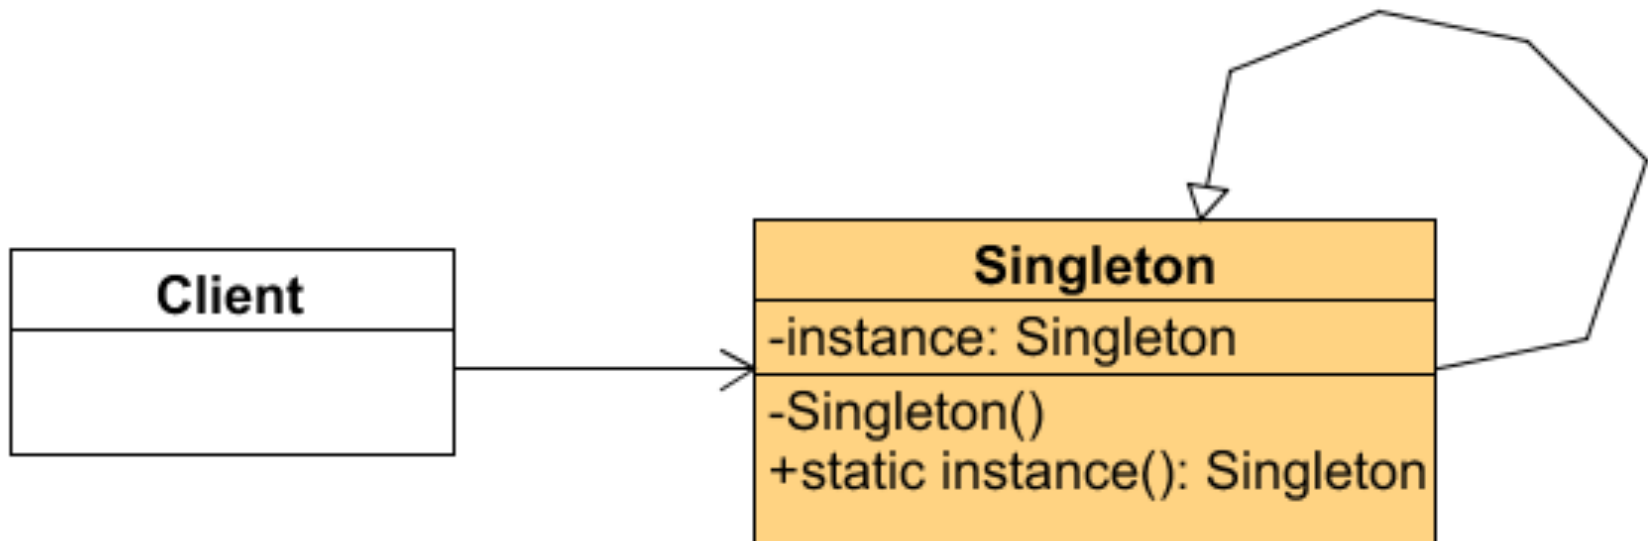 Client
Singleton
-instance: Singleton
-Singleton()
+static instance(): Singleton